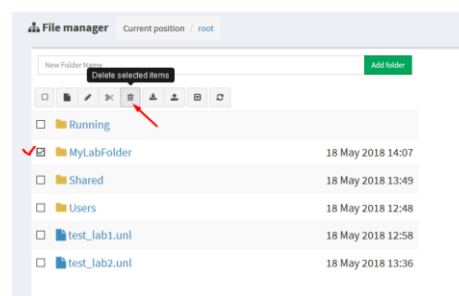 File manager Current position / root
New Folder Name
Add folder
Delete selected items
Running
MyLabFolder 18 May 2018 14:07
Shared 18 May 2018 13:49
Users 18 May 2018 12:48
test_lab1.unl 18 May 2018 12:58
test_lab2.unl 18 May 2018 13:36